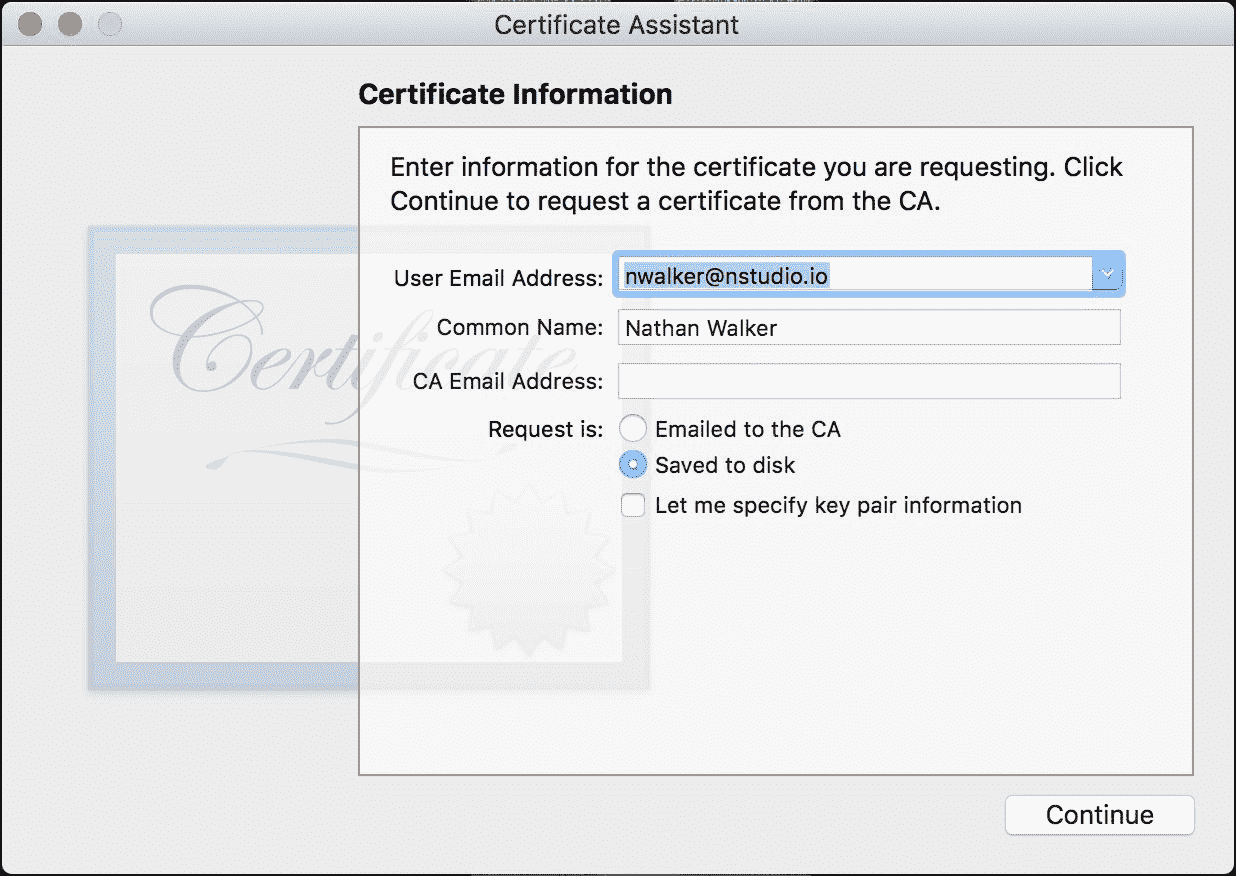 Certificate Assistant
Certificate Information
Enter information for the certificate you are requesting. Click
Continue to request a certificate from the CA.
Certificate
User Email Address: nwalker@nstudio.io
Common Name: Nathan Walker
CA Email Address:
Request is: Emailed to the CA
Saved to disk
Let me specify key pair information
Continue